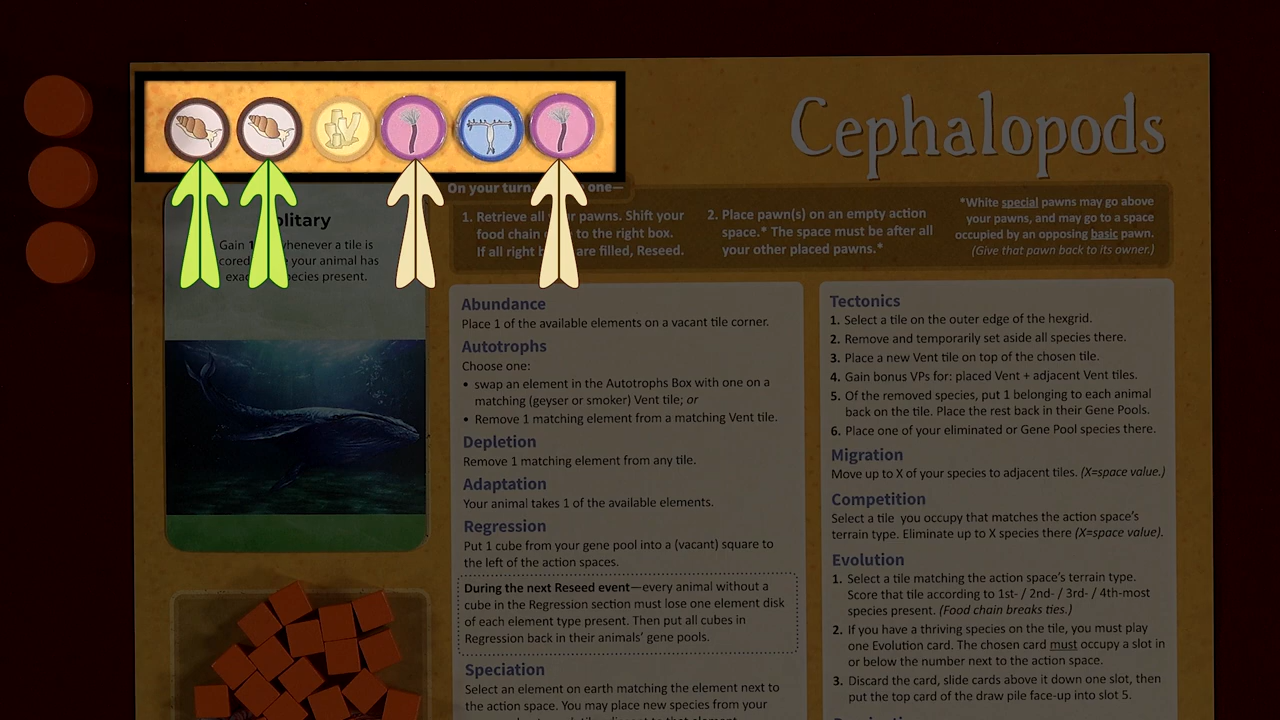 Cephalopods
On your turn one—
1. Retrieve all your pawns. Shift your
food chain to the right box.
If all right are filled, Reseed.
2. Place pawn(s) on an empty action
space.* The space must be after all
your other placed pawns.*
*White special pawns may go above
your pawns, and may go to a space
occupied by an opposing basic pawn.
(Give that pawn back to its owner.)
Solitary
Gain whenever a tile is
your animal has
species present.
Abundance
Place 1 of the available elements on a vacant tile corner.
Autotrophs
Choose one:
• swap an element in the Autotrophs Box with one on a
matching (geyser or smoker) Vent tile; or
• Remove 1 matching element from a matching Vent tile.
Depletion
Remove 1 matching element from any tile.
Adaptation
Your animal takes 1 of the available elements.
Regression
Put 1 cube from your gene pool into a (vacant) square to
the left of the action spaces.
During the next Reseed event—every animal without a
cube in the Regression section must lose one element disk
of each element type present. Then put all cubes in
Regression back in their animals' gene pools.
Speciation
Select an element on earth matching the element next to
the action space. You may place new species from your
Tectonics
1. Select a tile on the outer edge of the hexgrid.
2. Remove and temporarily set aside all species there.
3. Place a new Vent tile on top of the chosen tile.
4. Gain bonus VPs for: placed Vent + adjacent Vent tiles.
5. Of the removed species, put 1 belonging to each animal
back on the tile. Place the rest back in their Gene Pools.
6. Place one of your eliminated or Gene Pool species there.
Migration
Move up to X of your species to adjacent tiles. (X=space value.)
Competition
Select a tile you occupy that matches the action space's
terrain type. Eliminate up to X species there (X=space value).
Evolution
1. Select a tile matching the action space's terrain type.
Score that tile according to 1st- / 2nd- / 3rd- / 4th-most
species present. (Food chain breaks ties.)
2. If you have a thriving species on the tile, you must play
one Evolution card. The chosen card must occupy a slot in
or below the number next to the action space.
3. Discard the card, slide cards above it down one slot, then
put the top card of the draw pile face-up into slot 5.